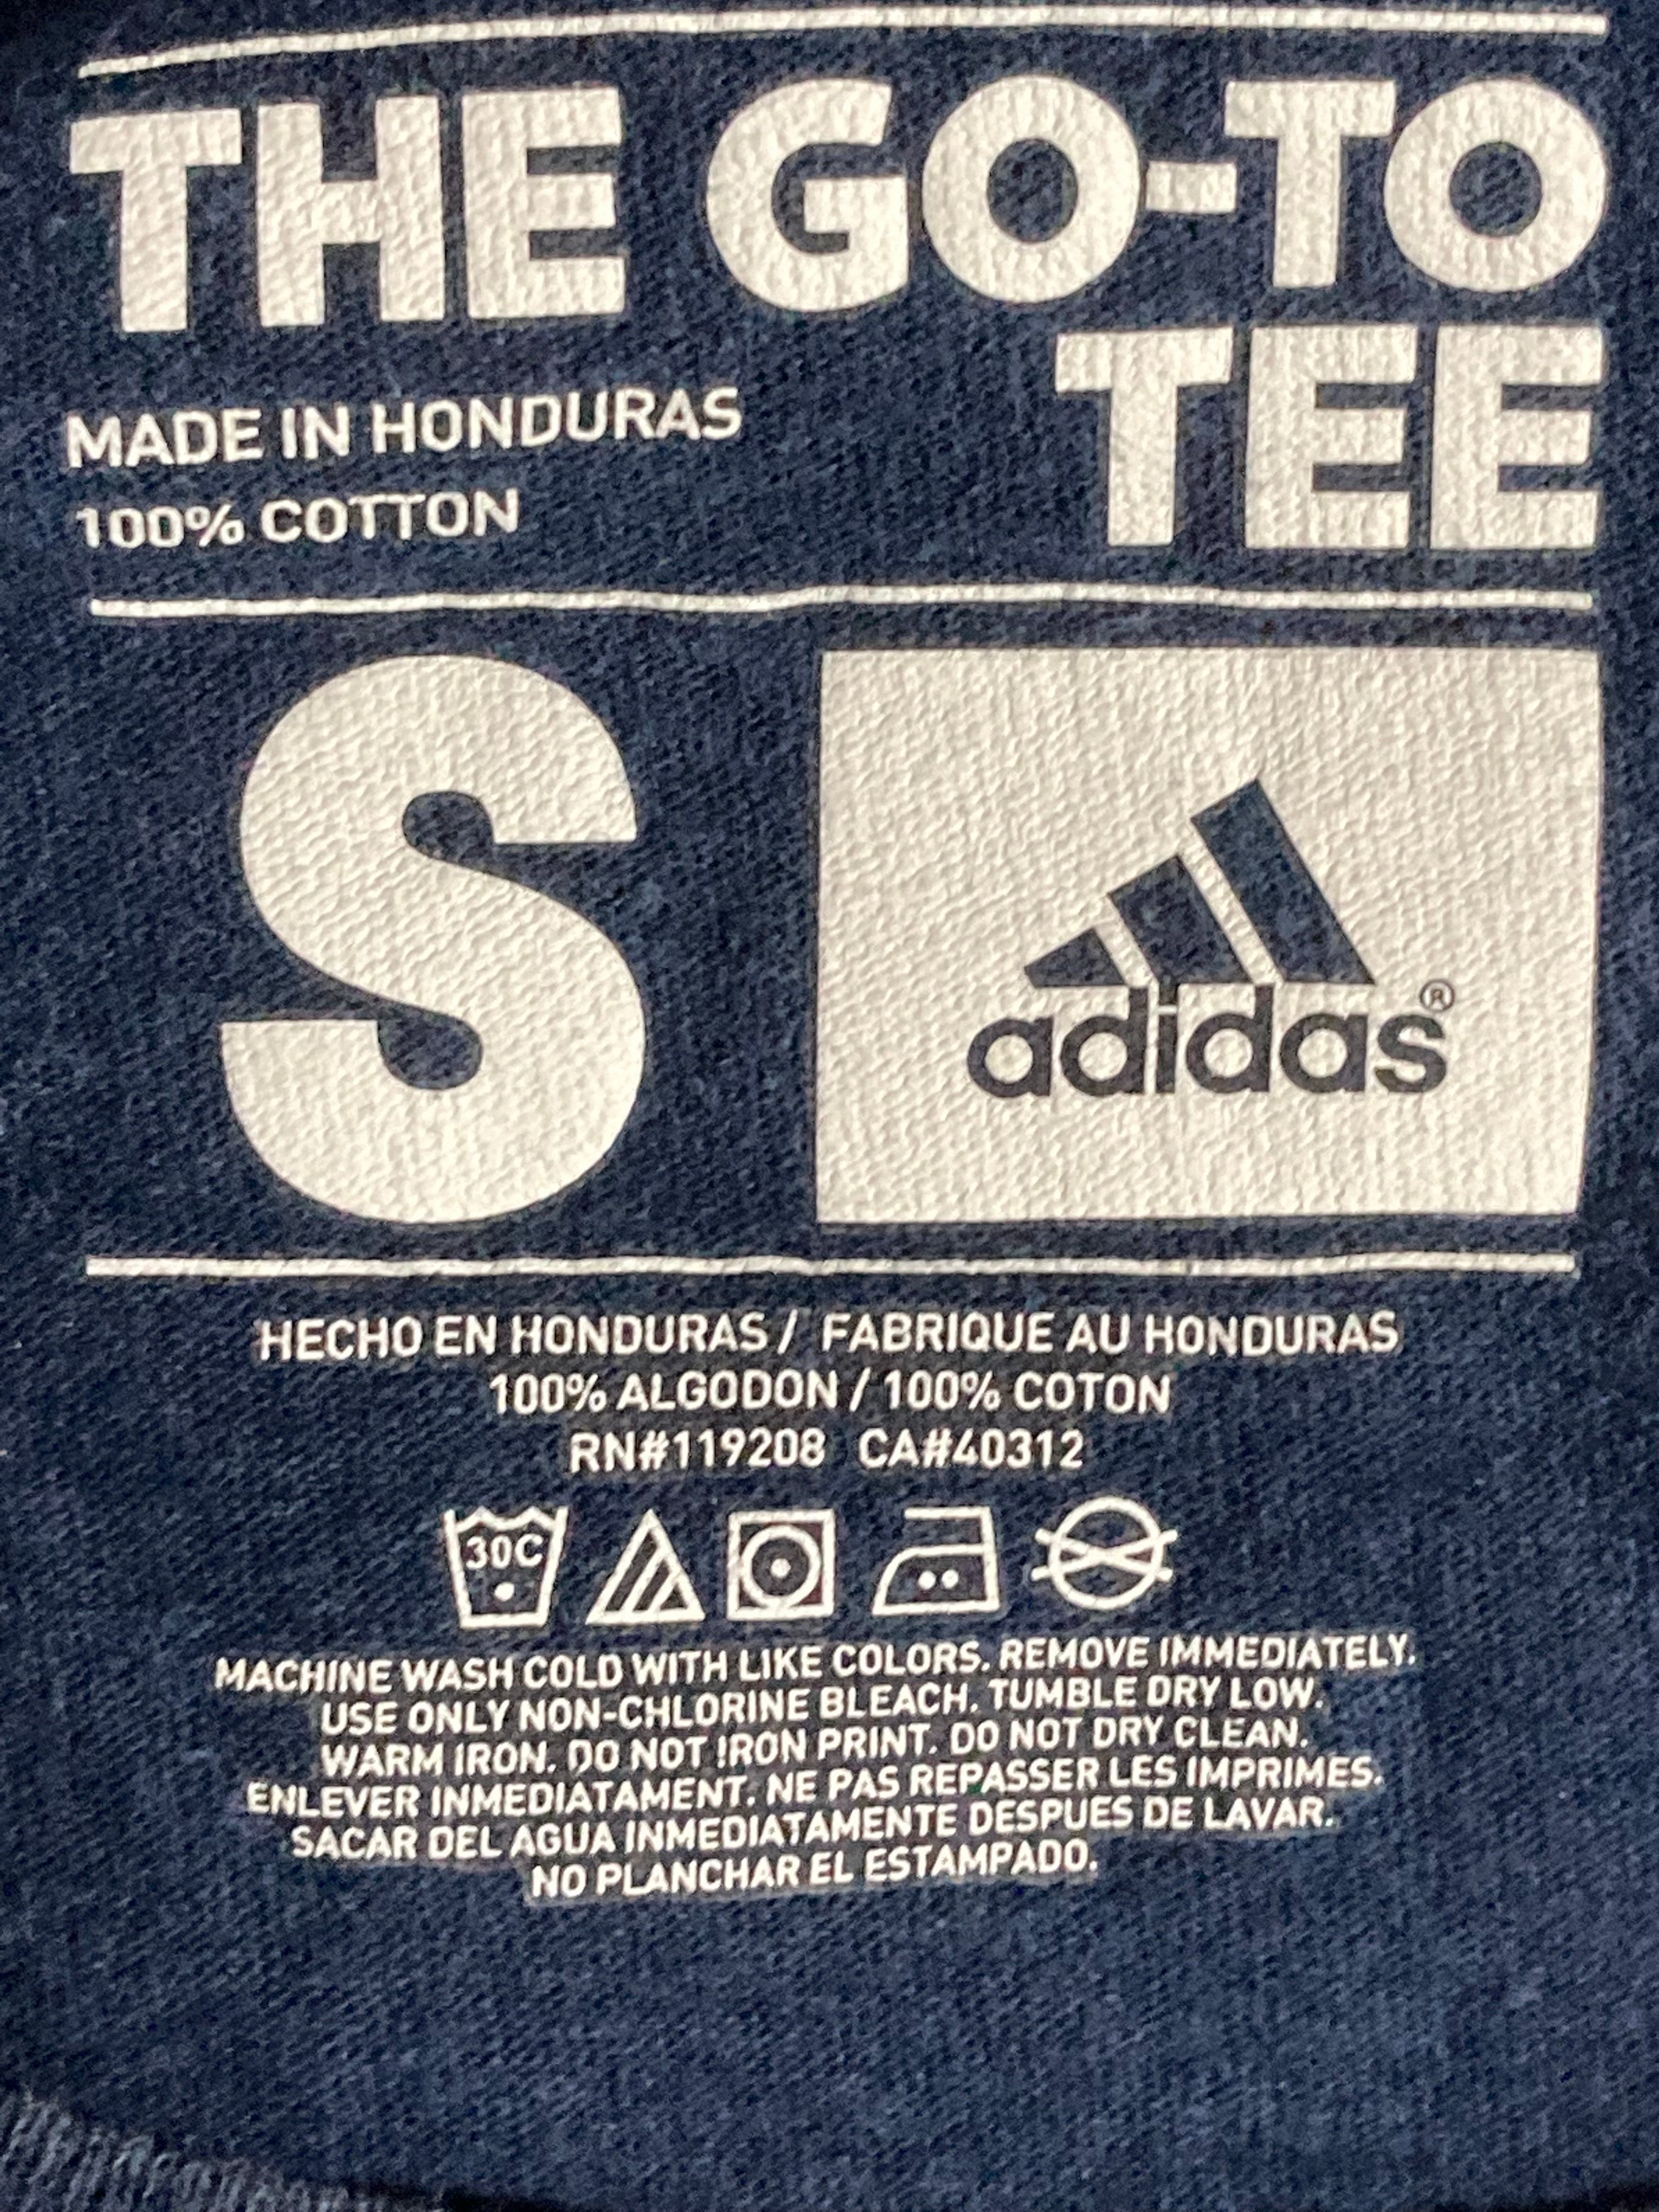 THE GO-TO
TEE
MADE IN HONDURAS
100% COTTON
S
adidas®
HECHO EN HONDURAS / FABRIQUE AU HONDURAS
100% ALGODON / 100% COTON
RN#119208 CA#40312
30C
MACHINE WASH COLD WITH LIKE COLORS. REMOVE IMMEDIATELY.
USE ONLY NON-CHLORINE BLEACH. TUMBLE DRY LOW.
WARM IRON. DO NOT IRON PRINT. DO NOT DRY CLEAN.
ENLEVER INMEDIATAMENT. NE PAS REPASSER LES IMPRIMES.
SACAR DEL AGUA INMEDIATAMENTE DESPUES DE LAVAR.
NO PLANCHAR EL ESTAMPADO.